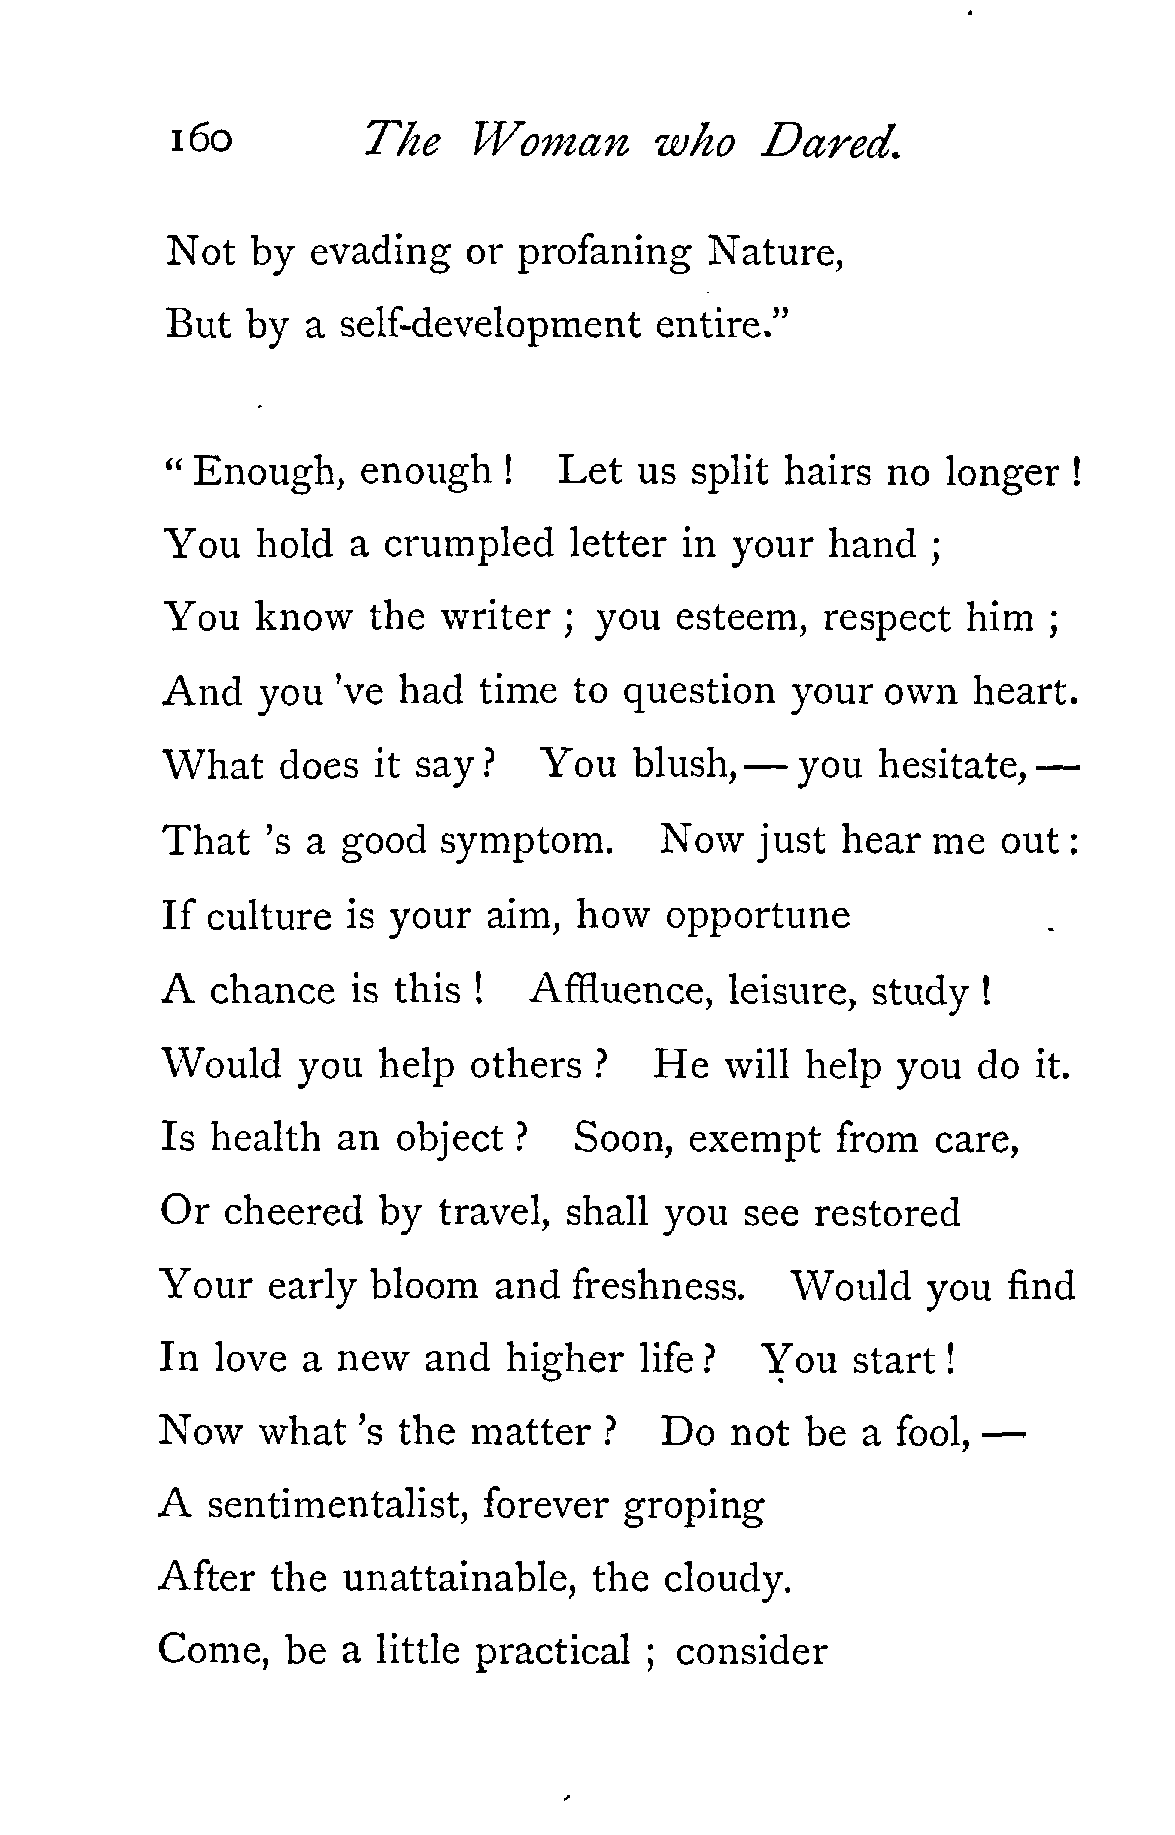 160 The Woman who Dared.
Not by evading or profaning Nature,
But by a self-development entire.”
“ Enough, enough ! Let us split hairs no longer !
You hold a crumpled letter in your hand ;
You know the writer ; you esteem, respect him ;
And you 've had time to question your own heart.
What does it say ? You blush, — you hesitate, —
That 's a good symptom. Now just hear me out :
If culture is your aim, how opportune
A chance is this ! Affluence, leisure, study !
Would you help others ? He will help you do it.
Is health an object ? Soon, exempt from care,
Or cheered by travel, shall you see restored
Your early bloom and freshness. Would you find
In love a new and higher life ? You start !
Now what 's the matter ? Do not be a fool, —
A sentimentalist, forever groping
After the unattainable, the cloudy.
Come, be a little practical ; consider